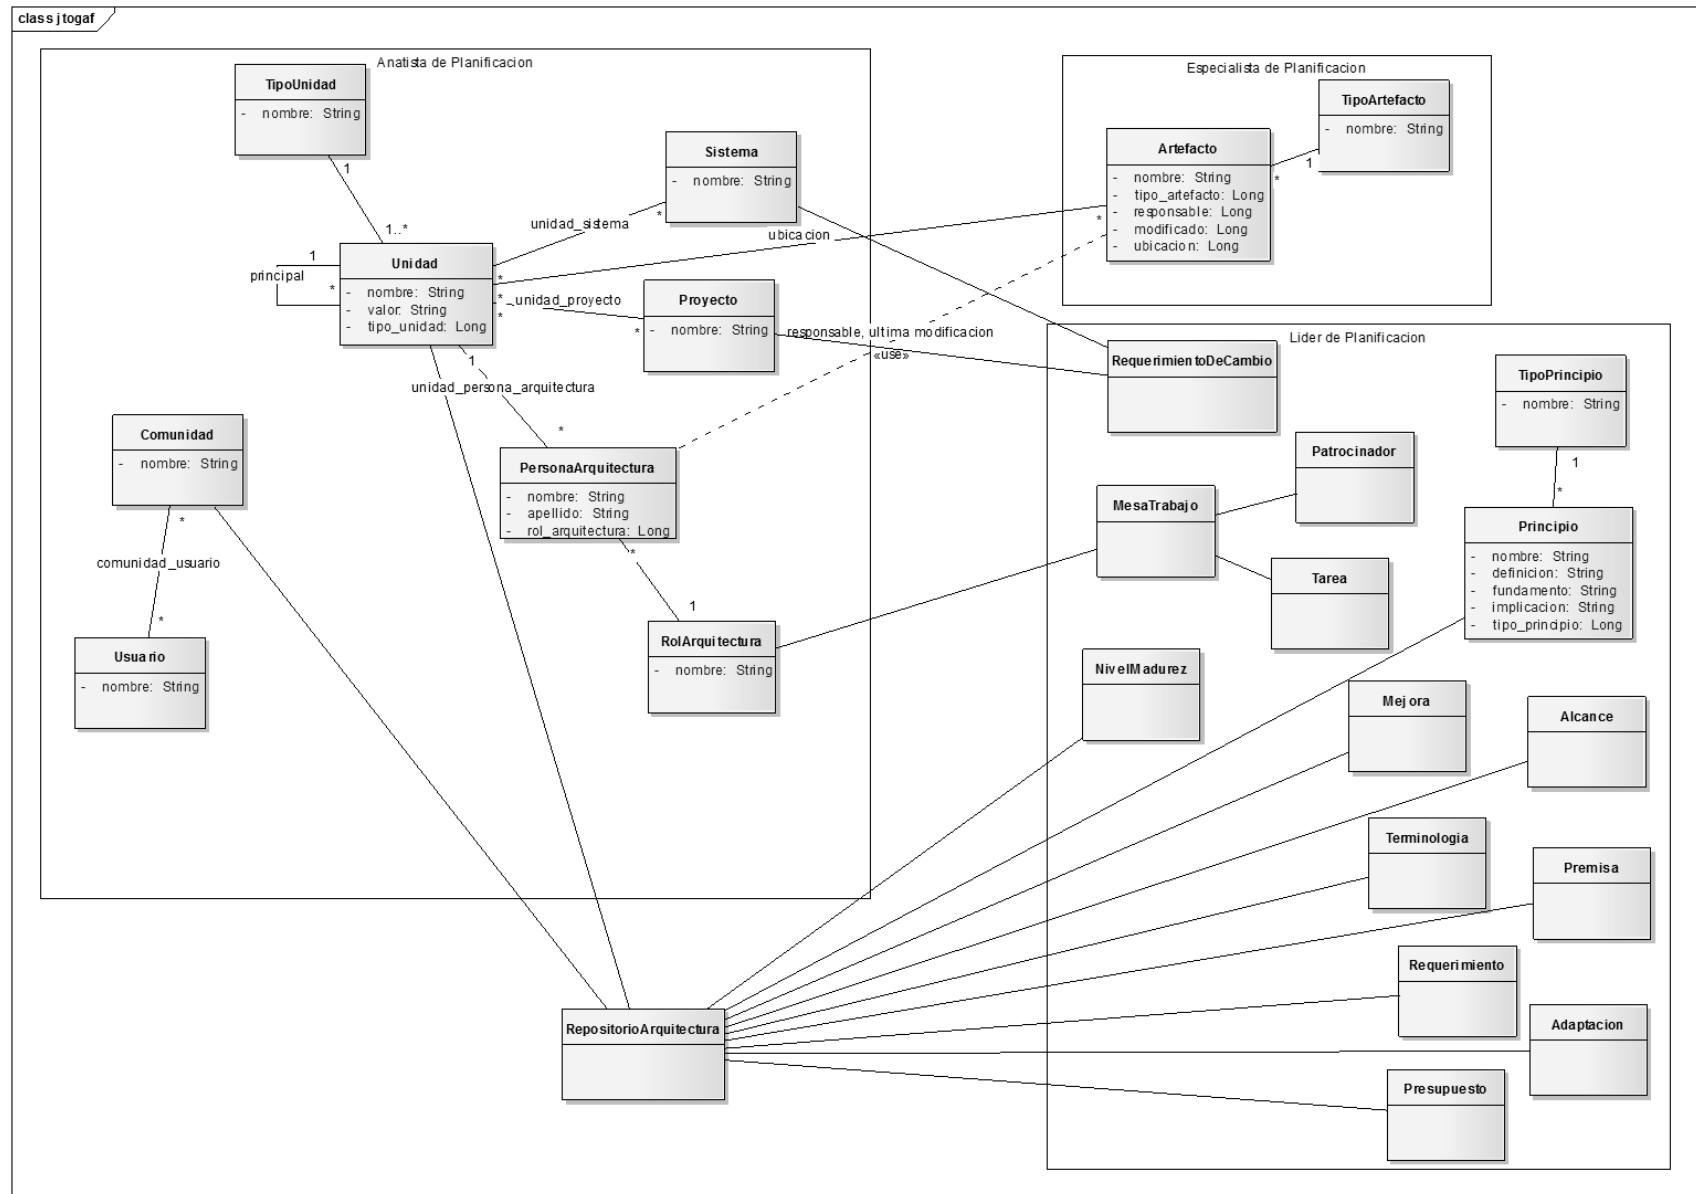 class jtogaf
Anatista de Planificacion
TipoUnidad
- nombre: String
1
1..*
Unidad
- nombre: String
- valor: String
- tipo_unidad: Long
1
principal
*
Sistema
- nombre: String
unidad_sistema
*
*
ubicacion
Proyecto
- nombre: String
*
_unidad_proyecto
*
*
1
unidad_persona_arquitectura
*
PersonaArquitectura
- nombre: String
- apellido: String
- rol_arquitectura: Long
*
1
RolArquitectura
- nombre: String
Comunidad
- nombre: String
*
comunidad_usuario
*
Usuario
- nombre: String
responsable, ultima modificacion
«use»
Especialista de Planificacion
TipoArtefacto
- nombre: String
1
*
Artefacto
- nombre: String
- tipo_artefacto: Long
- responsable: Long
- modificado: Long
- ubicacion: Long
*
Lider de Planificacion
RequerimientoDeCambio
TipoPrincipio
- nombre: String
1
*
Principio
- nombre: String
- definicion: String
- fundamento: String
- implicacion: String
- tipo_principio: Long
Patrocinador
MesaTrabajo
Tarea
NivelMadurez
Mejora
Alcance
Terminologia
Premisa
Requerimiento
Adaptacion
Presupuesto
RepositorioArquitectura